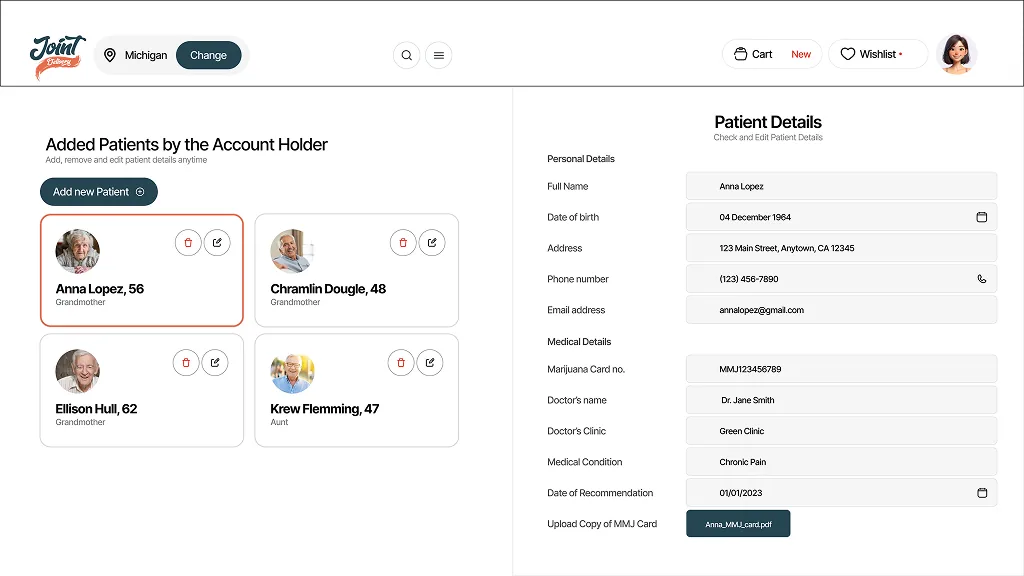 Joint
Delivery
Michigan
Change
Cart
New
Wishlist
Added Patients by the Account Holder
Add, remove and edit patient details anytime
Add new Patient
Anna Lopez, 56
Grandmother
Chramlin Dougle, 48
Grandmother
Ellison Hull, 62
Grandmother
Krew Flemming, 47
Aunt
Patient Details
Check and Edit Patient Details
Personal Details
Full Name Anna Lopez
Date of birth 04 December 1964
Address 123 Main Street, Anytown, CA 12345
Phone number (123) 456-7890
Email address annalopez@gmail.com
Medical Details
Marijuana Card no. MMJ123456789
Doctor's name Dr. Jane Smith
Doctor's Clinic Green Clinic
Medical Condition Chronic Pain
Date of Recommendation 01/01/2023
Upload Copy of MMJ Card Anna_MMJ_card.pdf